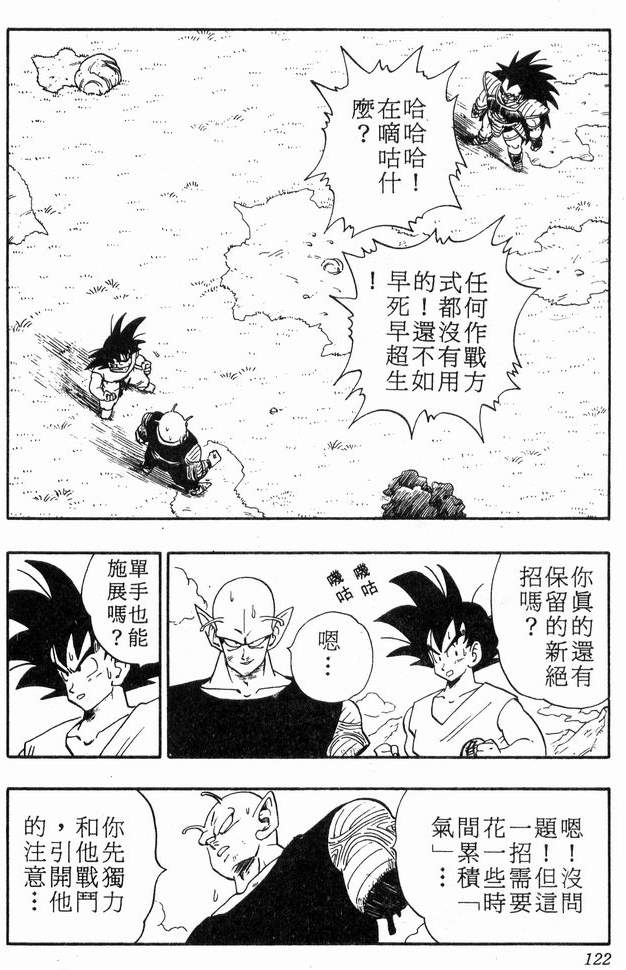 哈哈哈！
在嘀咕什
麼？
任何作戰方
式都沒有用
的！還不如
早死早超生
！
你眞的還有
保留的新絕
招嗎？
嘰咕
嘰咕
嗯…
單手也能
施展嗎？
嗯！沒問
題！但這
一招需要
花一些時
間累積「
氣」…
你先獨力
和他戰鬥
，引開他
的注意…
122